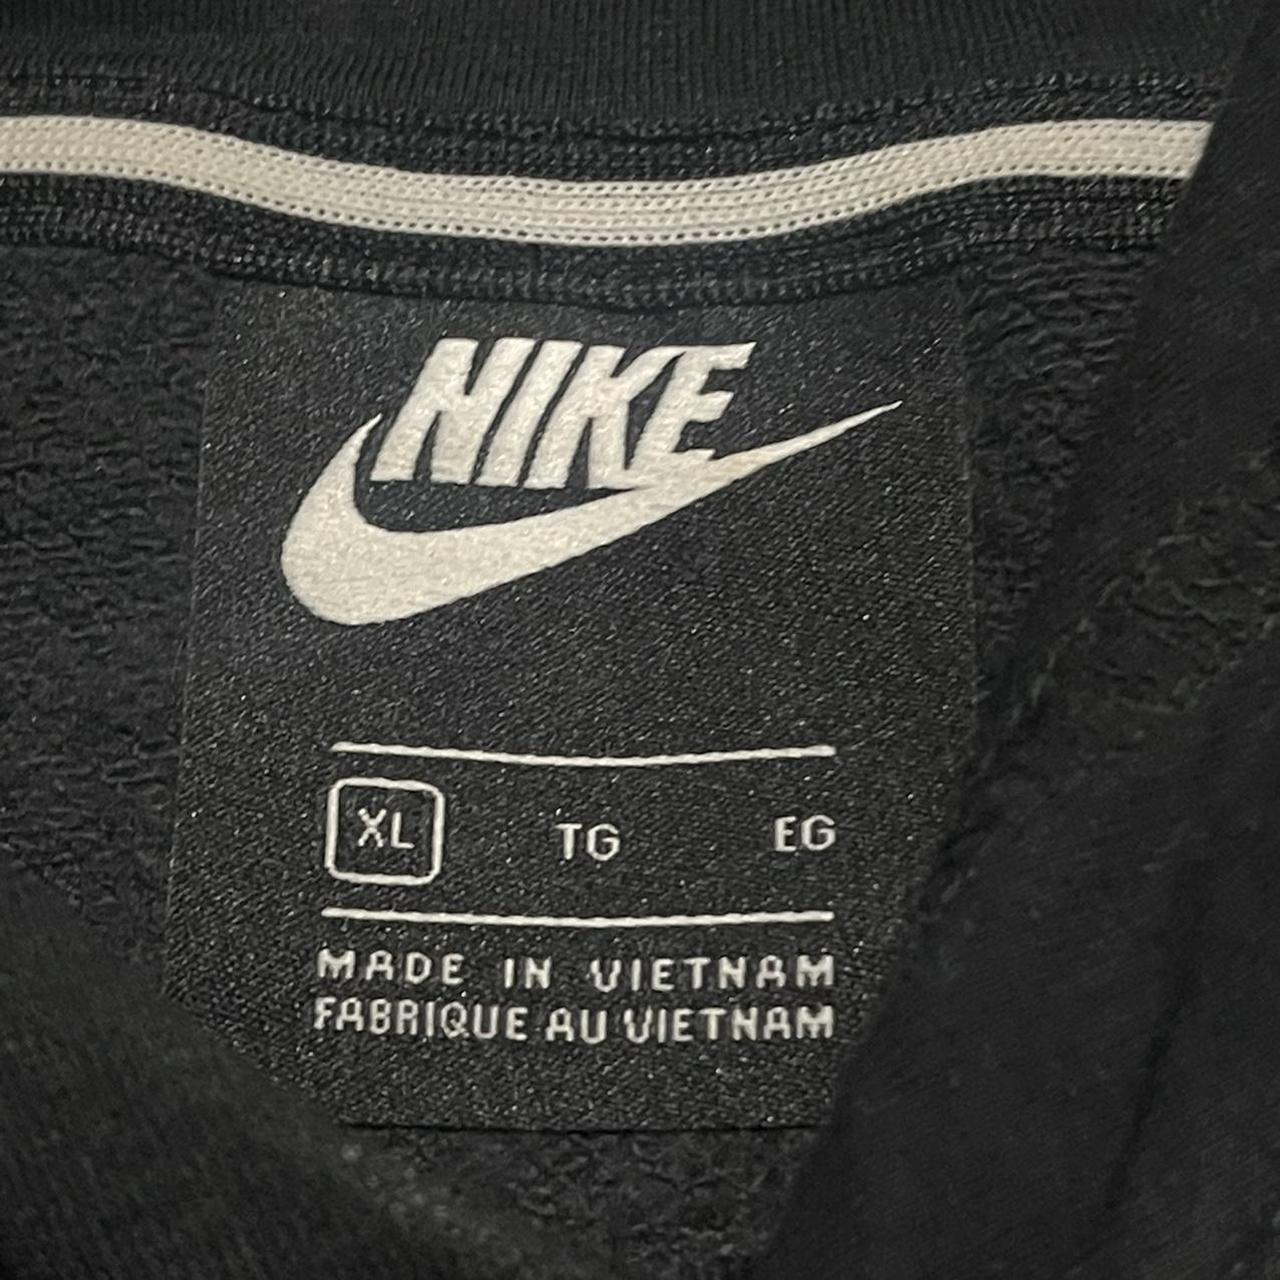 NIKE
XL TG EG
MADE IN VIETNAM
FABRIQUE AU VIETNAM